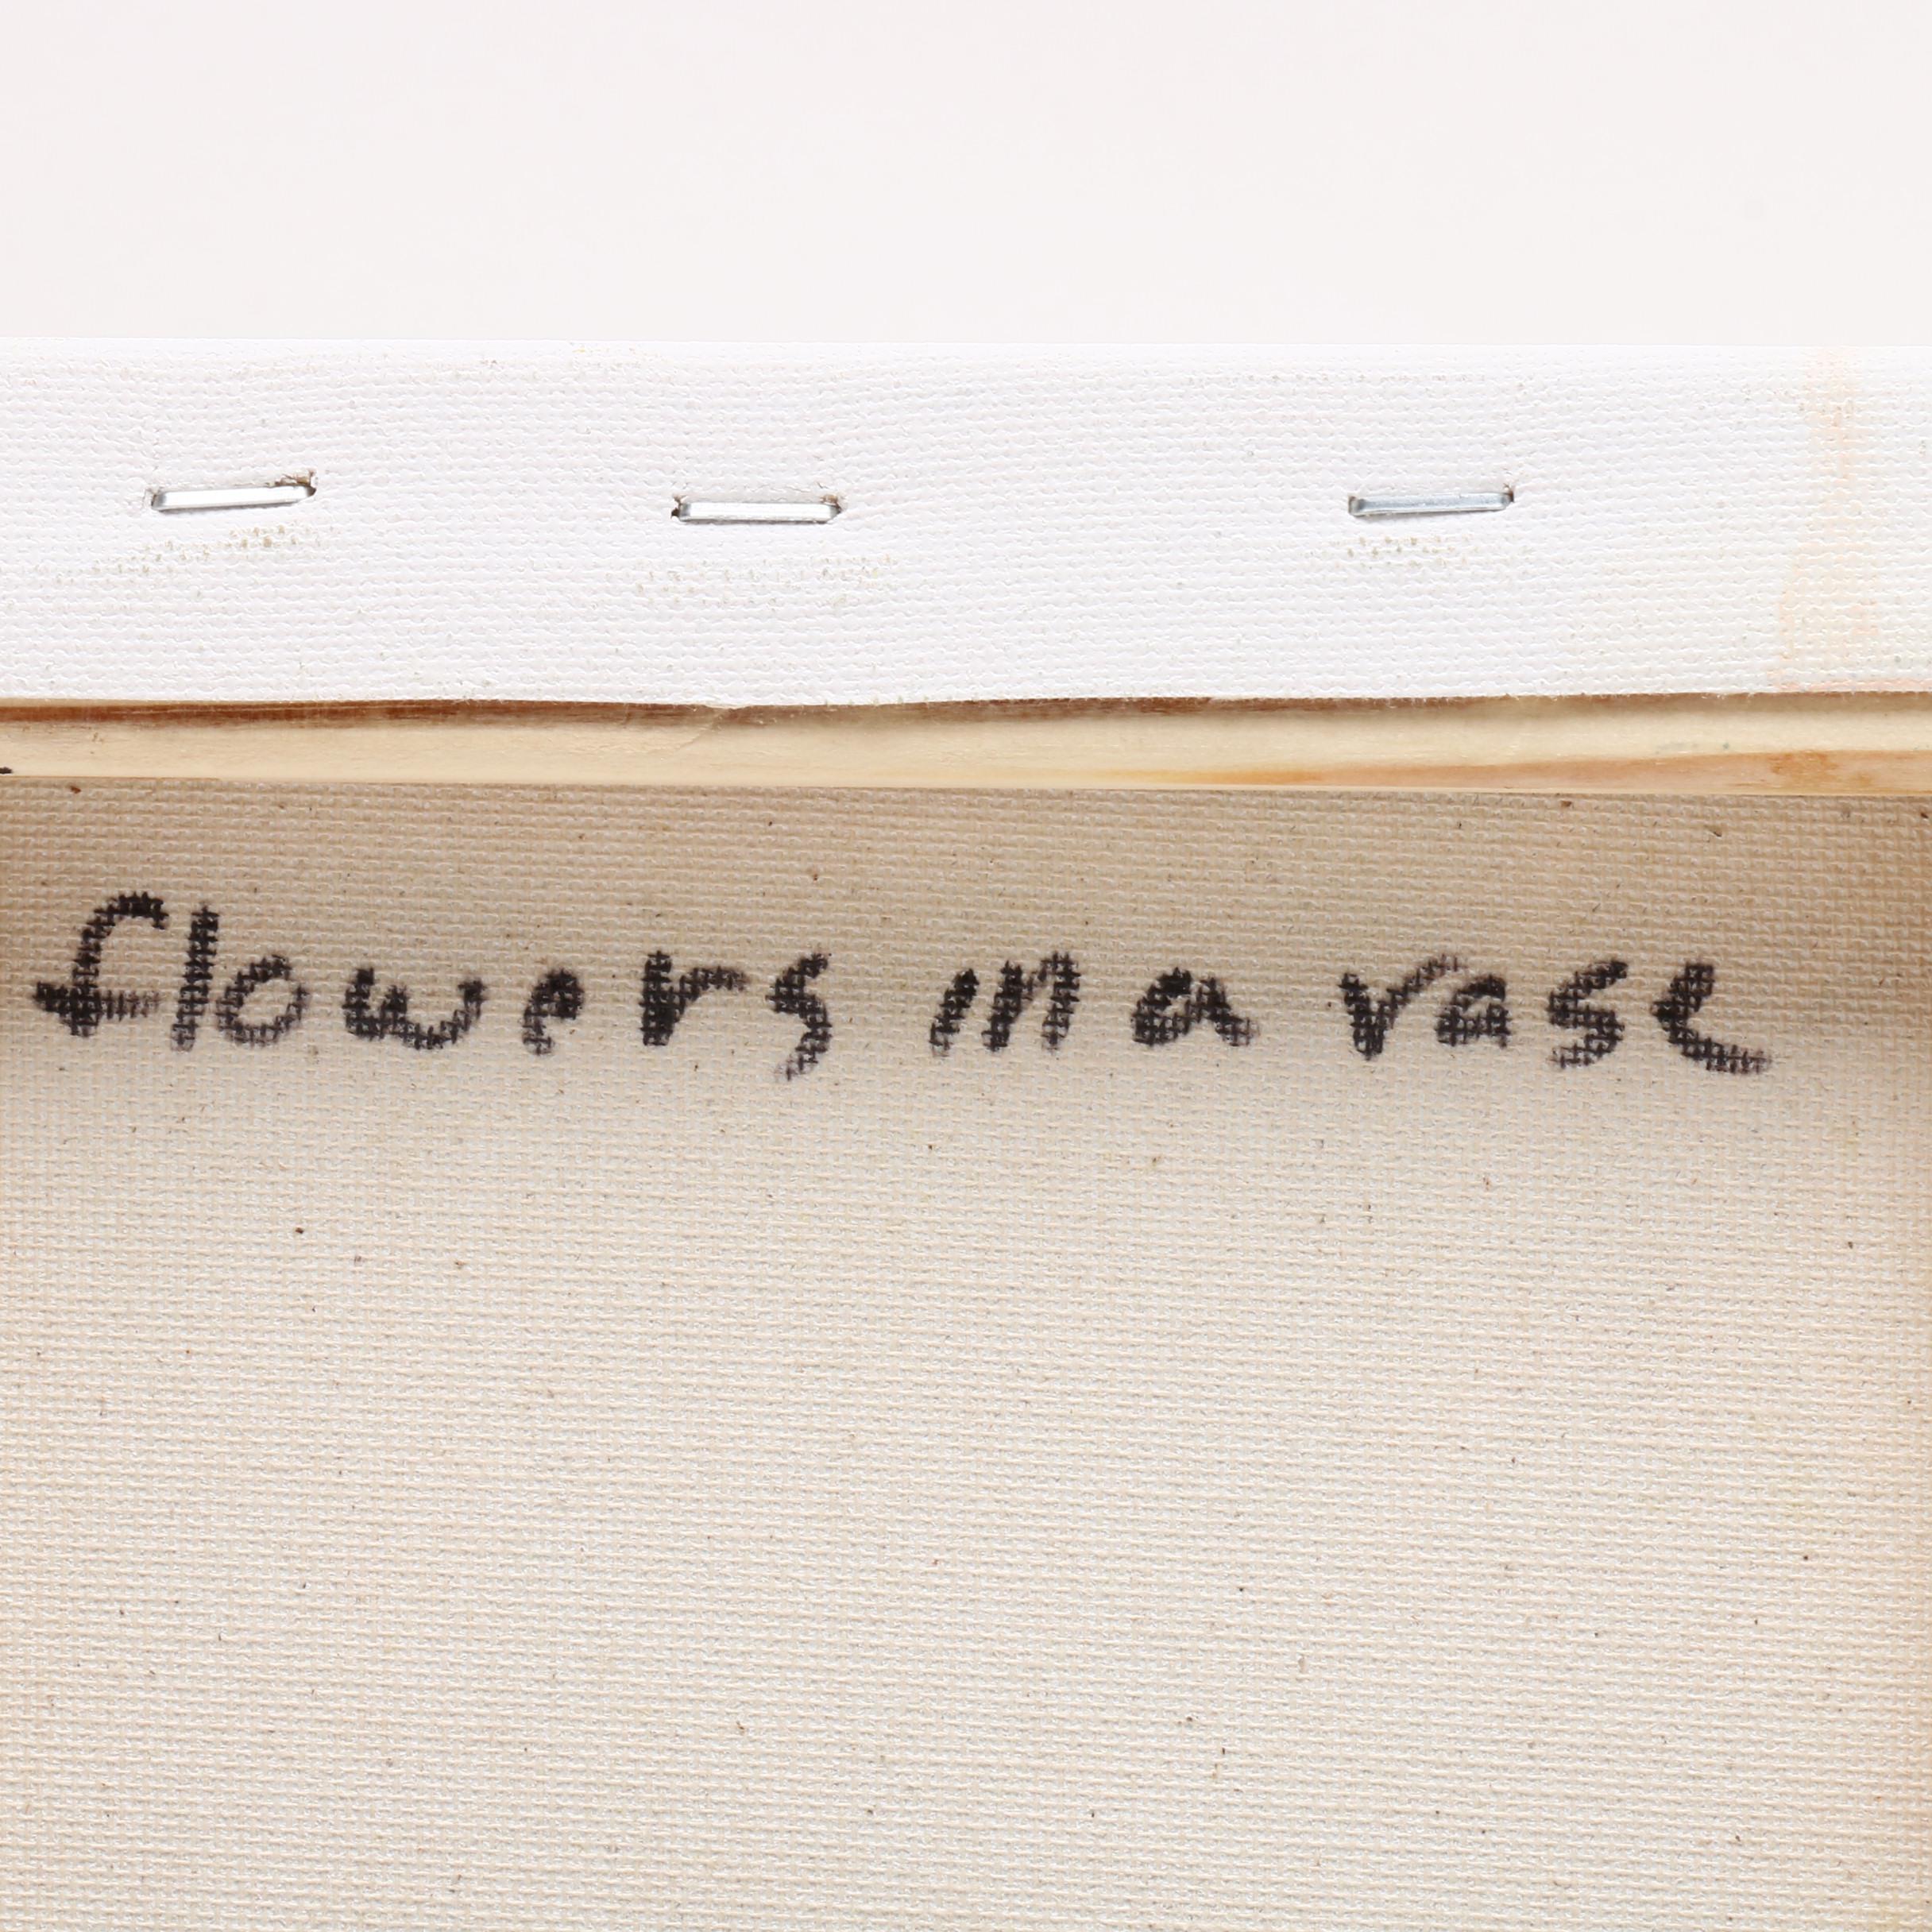 flowers in a vase